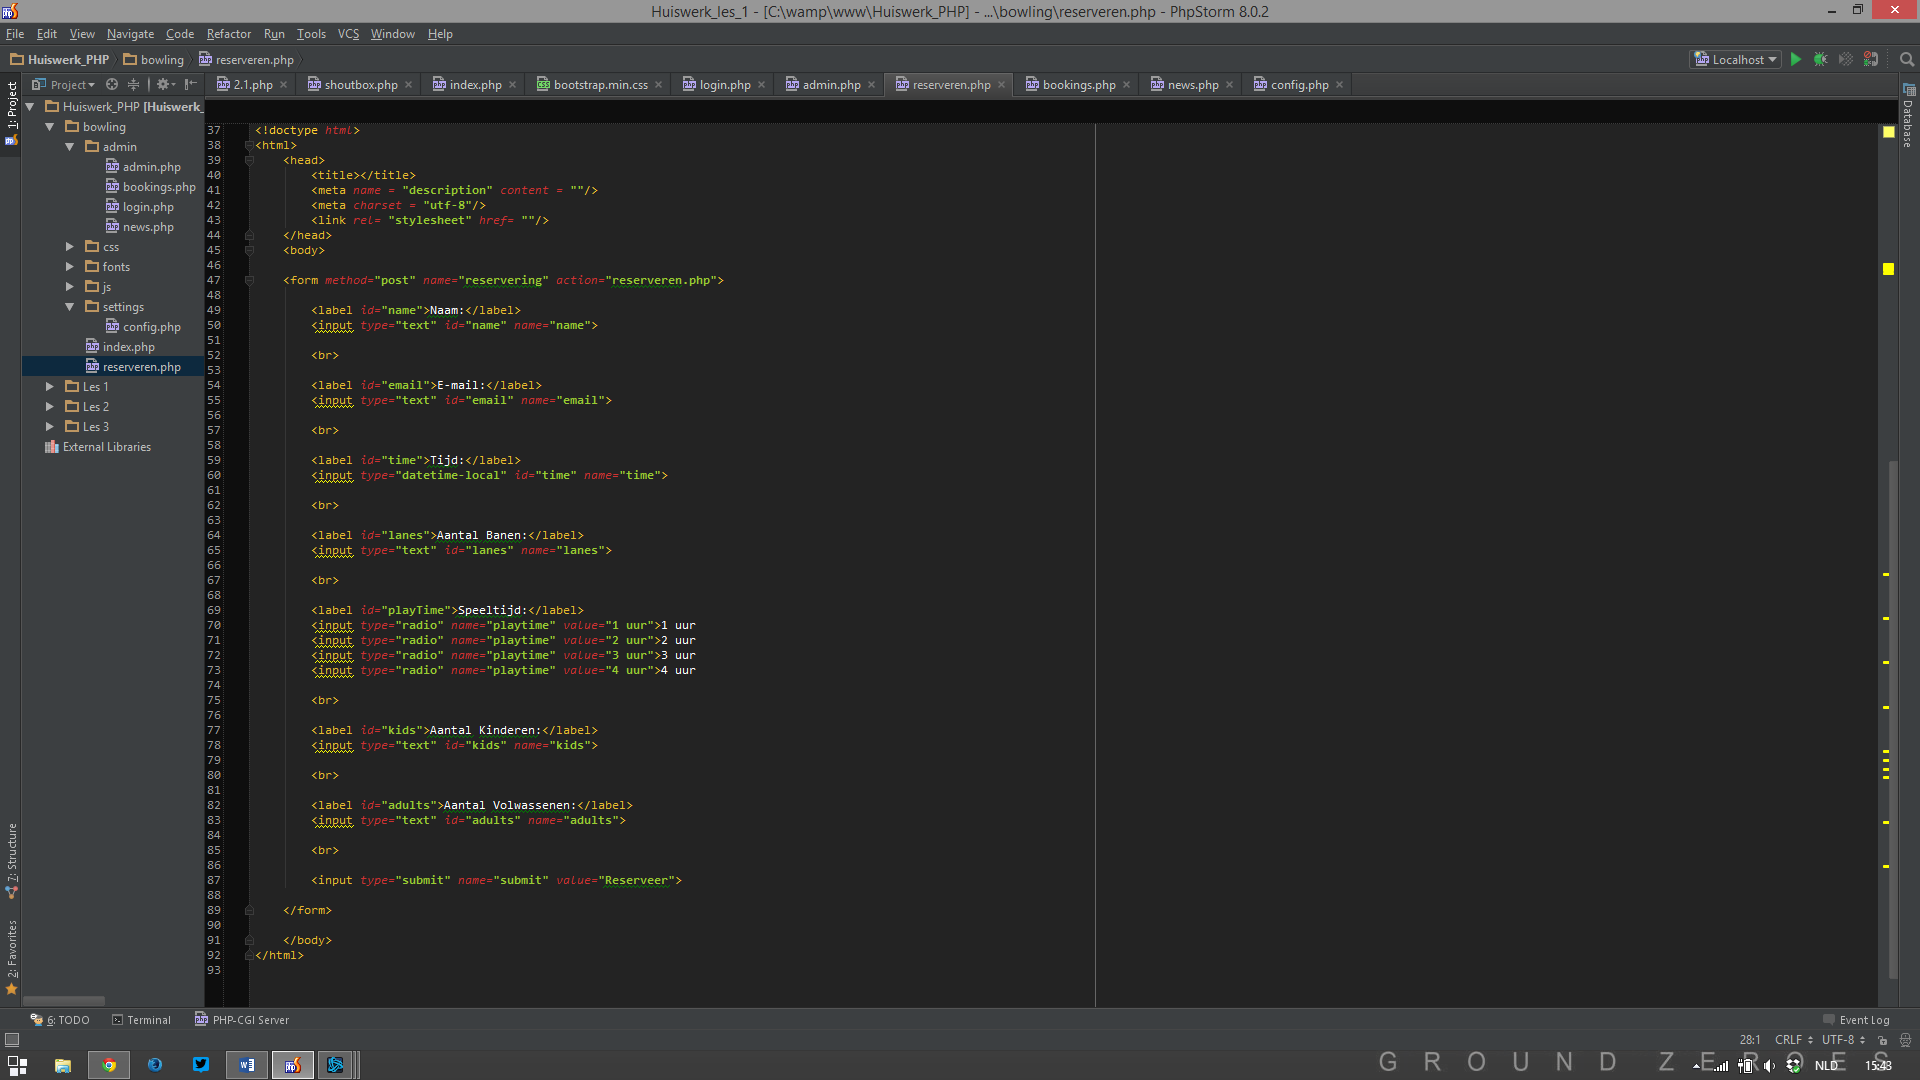 Huiswerk_les_1 - [C:\wamp\www\Huiswerk_PHP] - ...\bowling\reserveren.php - PhpStorm 8.0.2
File Edit View Navigate Code Refactor Run Tools VCS Window Help
Huiswerk_PHP bowling reserveren.php Localhost
Project 2.1.php shoutbox.php index.php bootstrap.min.css login.php admin.php reserveren.php bookings.php news.php config.php
1: Project
Huiswerk_PHP [Huiswerk_
bowling
admin
admin.php
bookings.php
login.php
news.php
css
fonts
js
settings
config.php
index.php
reserveren.php
Les 1
Les 2
Les 3
External Libraries
7: Structure
2: Favorites
Database
37 <!doctype html>
38 <html>
39 <head>
40 <title></title>
41 <meta name = "description" content = ""/>
42 <meta charset = "utf-8"/>
43 <link rel= "stylesheet" href= ""/>
44 </head>
45 <body>
46
47 <form method="post" name="reservering" action="reserveren.php">
48
49 <label id="name">Naam:</label>
50 <input type="text" id="name" name="name">
51
52 <br>
53
54 <label id="email">E-mail:</label>
55 <input type="text" id="email" name="email">
56
57 <br>
58
59 <label id="time">Tijd:</label>
60 <input type="datetime-local" id="time" name="time">
61
62 <br>
63
64 <label id="lanes">Aantal Banen:</label>
65 <input type="text" id="lanes" name="lanes">
66
67 <br>
68
69 <label id="playTime">Speeltijd:</label>
70 <input type="radio" name="playtime" value="1 uur">1 uur
71 <input type="radio" name="playtime" value="2 uur">2 uur
72 <input type="radio" name="playtime" value="3 uur">3 uur
73 <input type="radio" name="playtime" value="4 uur">4 uur
74
75 <br>
76
77 <label id="kids">Aantal Kinderen:</label>
78 <input type="text" id="kids" name="kids">
79
80 <br>
81
82 <label id="adults">Aantal Volwassenen:</label>
83 <input type="text" id="adults" name="adults">
84
85 <br>
86
87 <input type="submit" name="submit" value="Reserveer">
88
89 </form>
90
91 </body>
92 </html>
93
6: TODO Terminal PHP-CGI Server Event Log
28:1 CRLF UTF-8
GROUND ZEROES
NLD 15:43